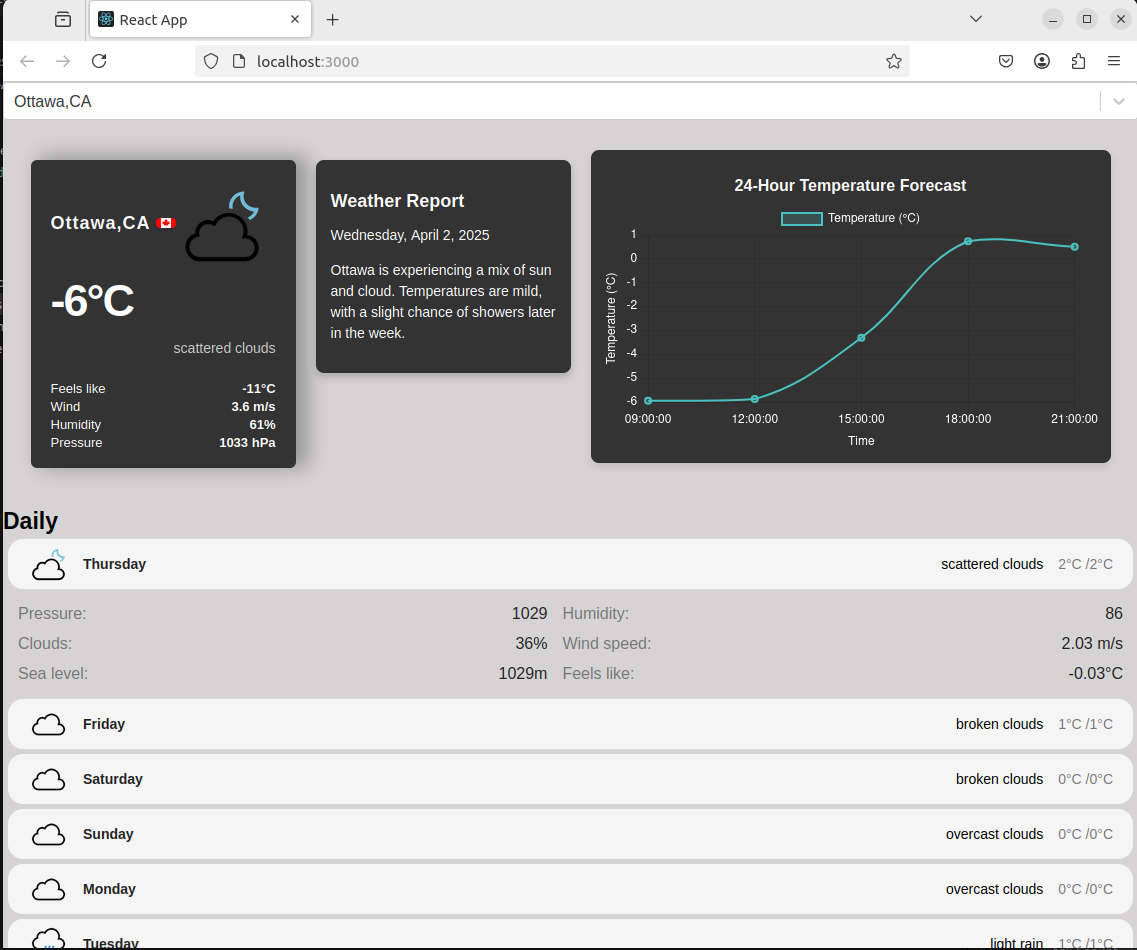 React App
localhost:3000
Ottawa,CA
Ottawa,CA
-6°C
scattered clouds
Feels like -11°C
Wind 3.6 m/s
Humidity 61%
Pressure 1033 hPa
Weather Report
Wednesday, April 2, 2025
Ottawa is experiencing a mix of sun
and cloud. Temperatures are mild,
with a slight chance of showers later
in the week.
24-Hour Temperature Forecast
Temperature (°C)
Temperature (°C)
1
0
-1
-2
-3
-4
-5
-6
09:00:00 12:00:00 15:00:00 18:00:00 21:00:00
Time
Daily
Thursday scattered clouds 2°C /2°C
Pressure: 1029 Humidity: 86
Clouds: 36% Wind speed: 2.03 m/s
Sea level: 1029m Feels like: -0.03°C
Friday broken clouds 1°C /1°C
Saturday broken clouds 0°C /0°C
Sunday overcast clouds 0°C /0°C
Monday overcast clouds 0°C /0°C
Tuesday light rain 1°C /1°C